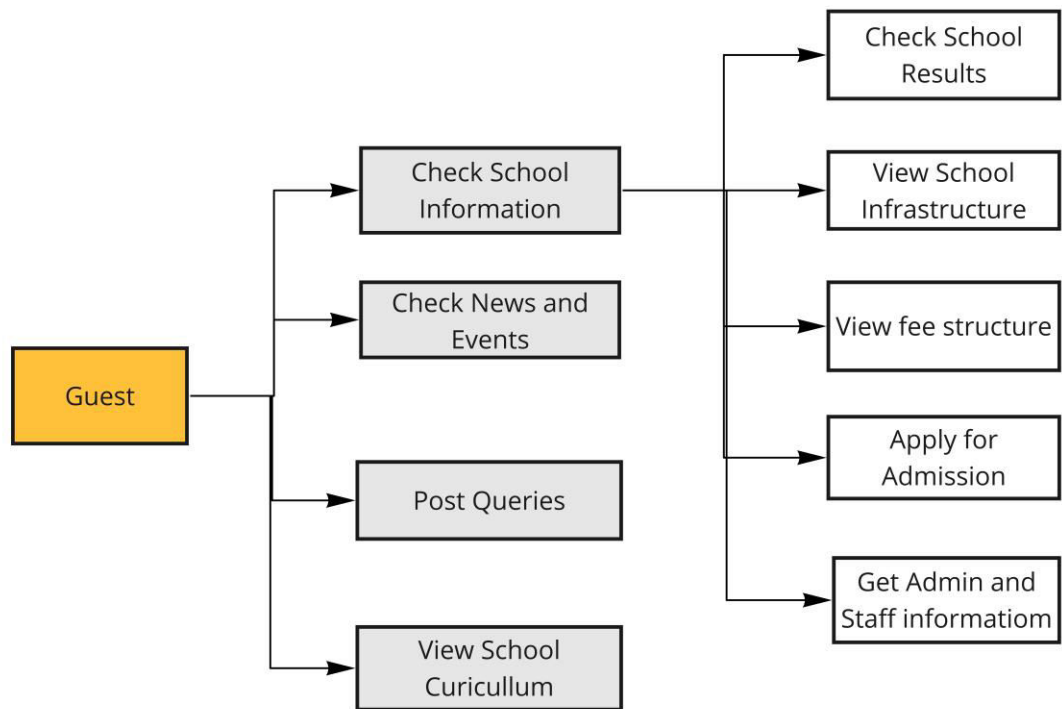 Guest
Check School
Information
Check News and
Events
Post Queries
View School
Curicullum
Check School
Results
View School
Infrastructure
View fee structure
Apply for
Admission
Get Admin and
Staff informatiom